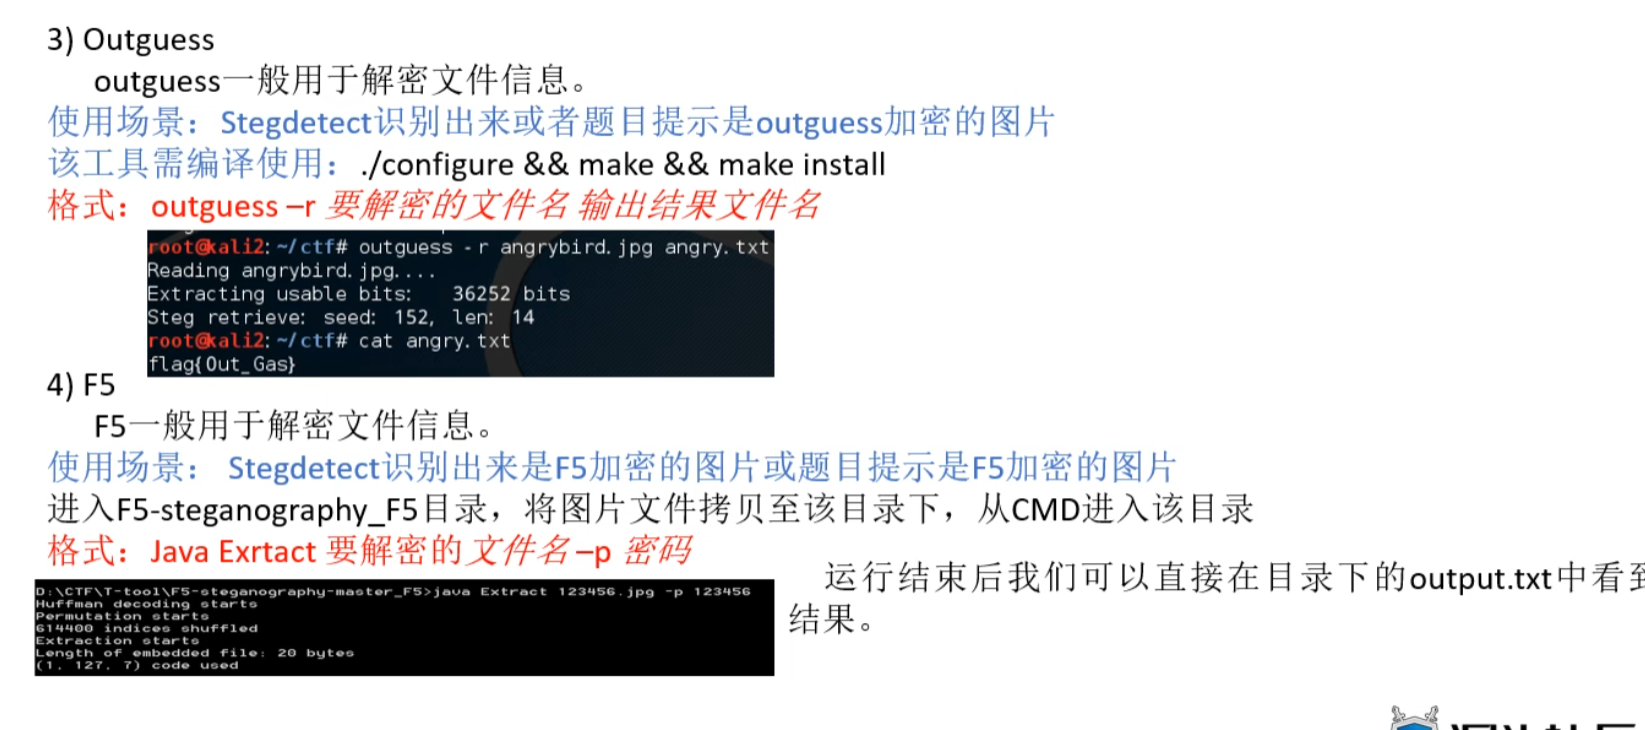 3) Outguess
outguess一般用于解密文件信息。
使用场景：Stegdetect识别出来或者题目提示是outguess加密的图片
该工具需编译使用：./configure && make && make install
格式：outguess –r 要解密的文件名 输出结果文件名
root@kali2:~/ctf# outguess -r angrybird.jpg angry.txt
Reading angrybird.jpg....
Extracting usable bits:   36252 bits
Steg retrieve: seed: 152, len: 14
root@kali2:~/ctf# cat angry.txt
flag{Out_Gas}
4) F5
F5一般用于解密文件信息。
使用场景： Stegdetect识别出来是F5加密的图片或题目提示是F5加密的图片
进入F5-steganography_F5目录，将图片文件拷贝至该目录下，从CMD进入该目录
格式：Java Exrtact 要解密的文件名 –p 密码
D:\CTF\T-tool\F5-steganography-master_F5>java Extract 123456.jpg -p 123456
Huffman decoding starts
Permutation starts
614400 indices shuffled
Extraction starts
Length of embedded file: 20 bytes
(1, 127, 7) code used
运行结束后我们可以直接在目录下的output.txt中看到
结果。